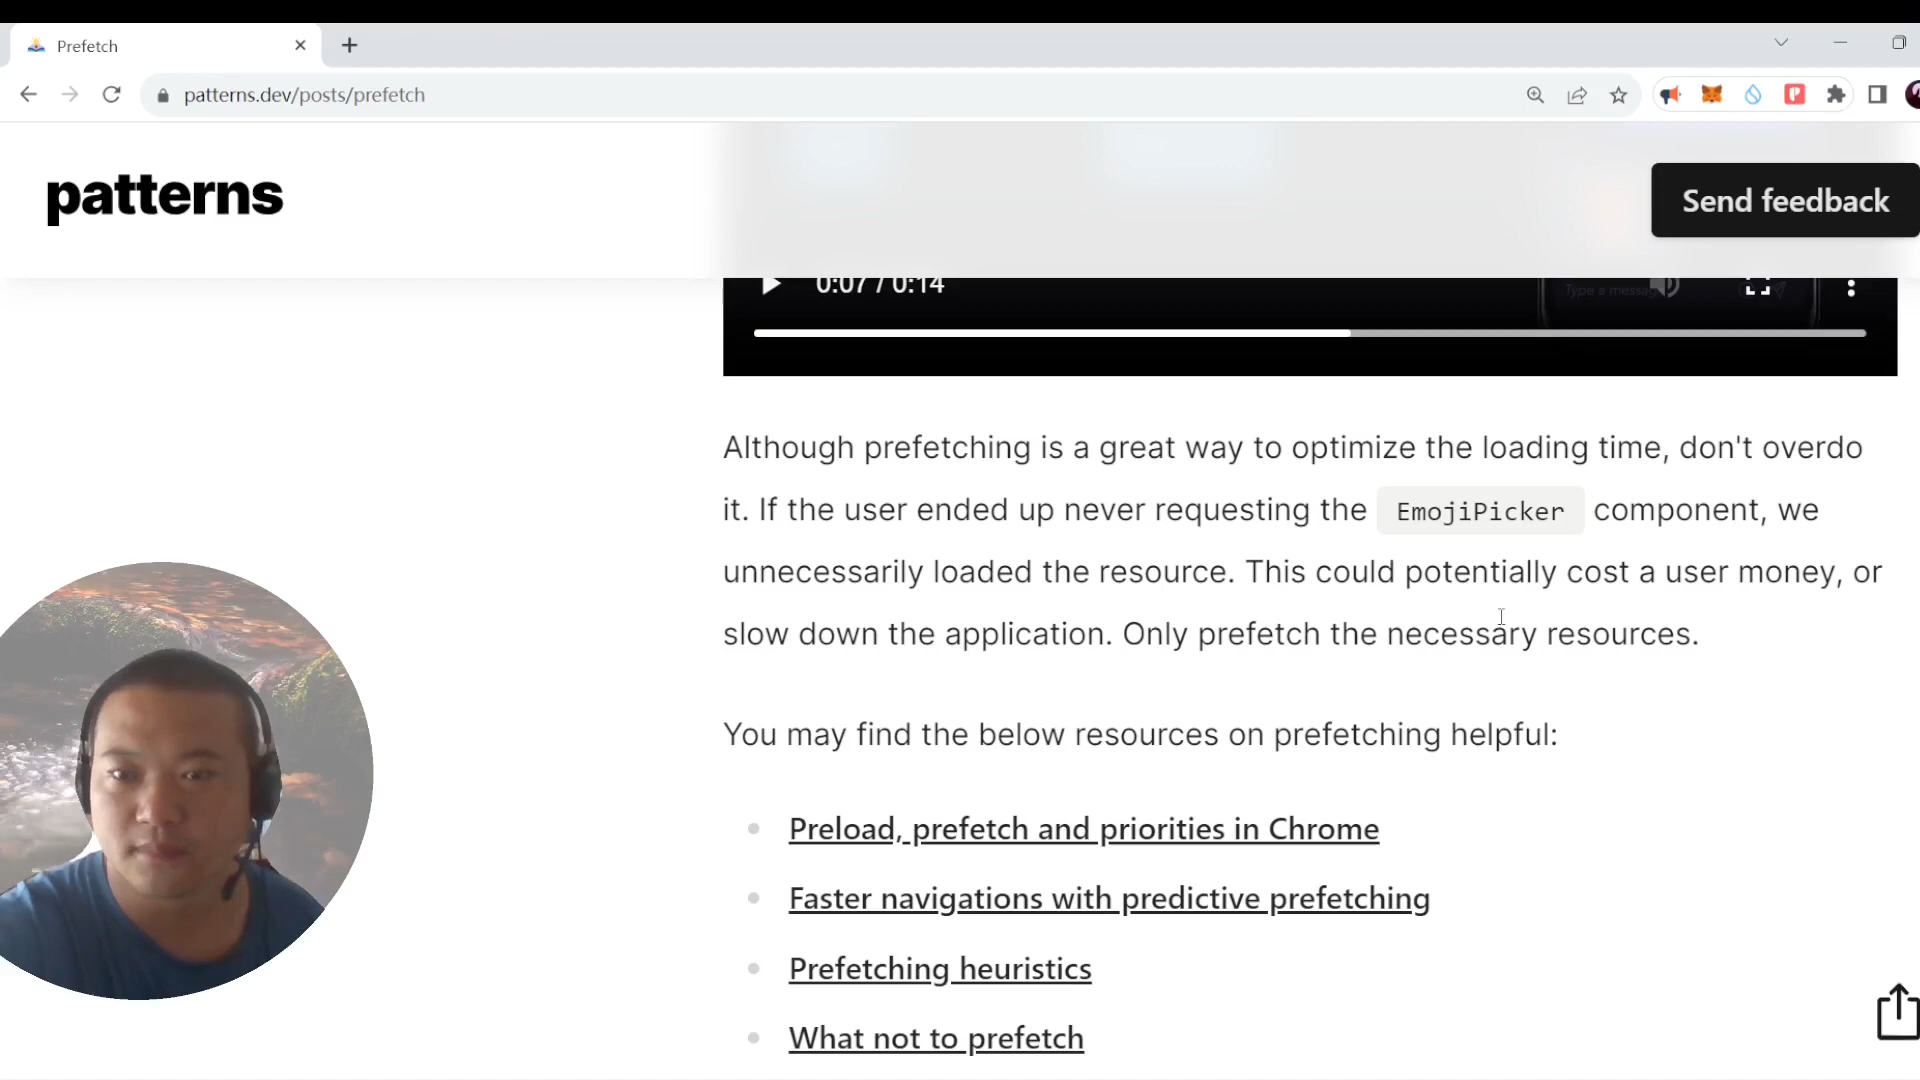 Prefetch
patterns.dev/posts/prefetch
patterns
Send feedback
0:07 / 0:14
Type a messag
Although prefetching is a great way to optimize the loading time, don't overdo
it. If the user ended up never requesting the EmojiPicker component, we
unnecessarily loaded the resource. This could potentially cost a user money, or
slow down the application. Only prefetch the necessary resources.
You may find the below resources on prefetching helpful:
Preload, prefetch and priorities in Chrome
Faster navigations with predictive prefetching
Prefetching heuristics
What not to prefetch